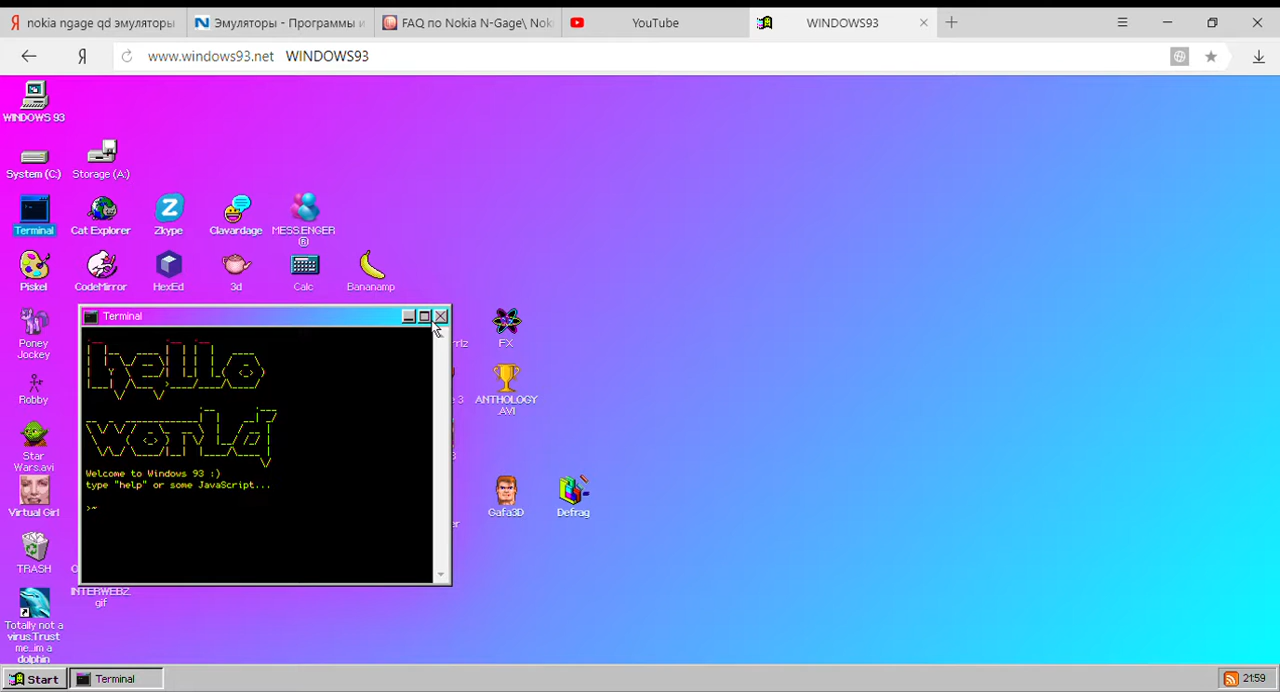 nokia ngage qd эмуляторы
Эмуляторы - Программы и
FAQ по Nokia N-Gage\ Nok
YouTube
WINDOWS93
www.windows93.net WINDOWS93
WINDOWS 93
System (C:)
Storage (A:)
Terminal
Cat Explorer
Zkype
Clavardage
MESSENGER
®
Piskel
CodeMirror
HexEd
3d
Calc
Bananamp
Terminal
hello
world
Welcome to Windows 93 :)
type "help" or some JavaScript...
>~
Poney
Jockey
FX
Robby
ANTHOLOGY
.AVI
Star
Wars.avi
Virtual Girl
Gafa3D
Defrag
TRASH
INTERWEBZ.
gif
Totally not a
virus.Trust
me...im a
dolphin
Start
Terminal
21:59